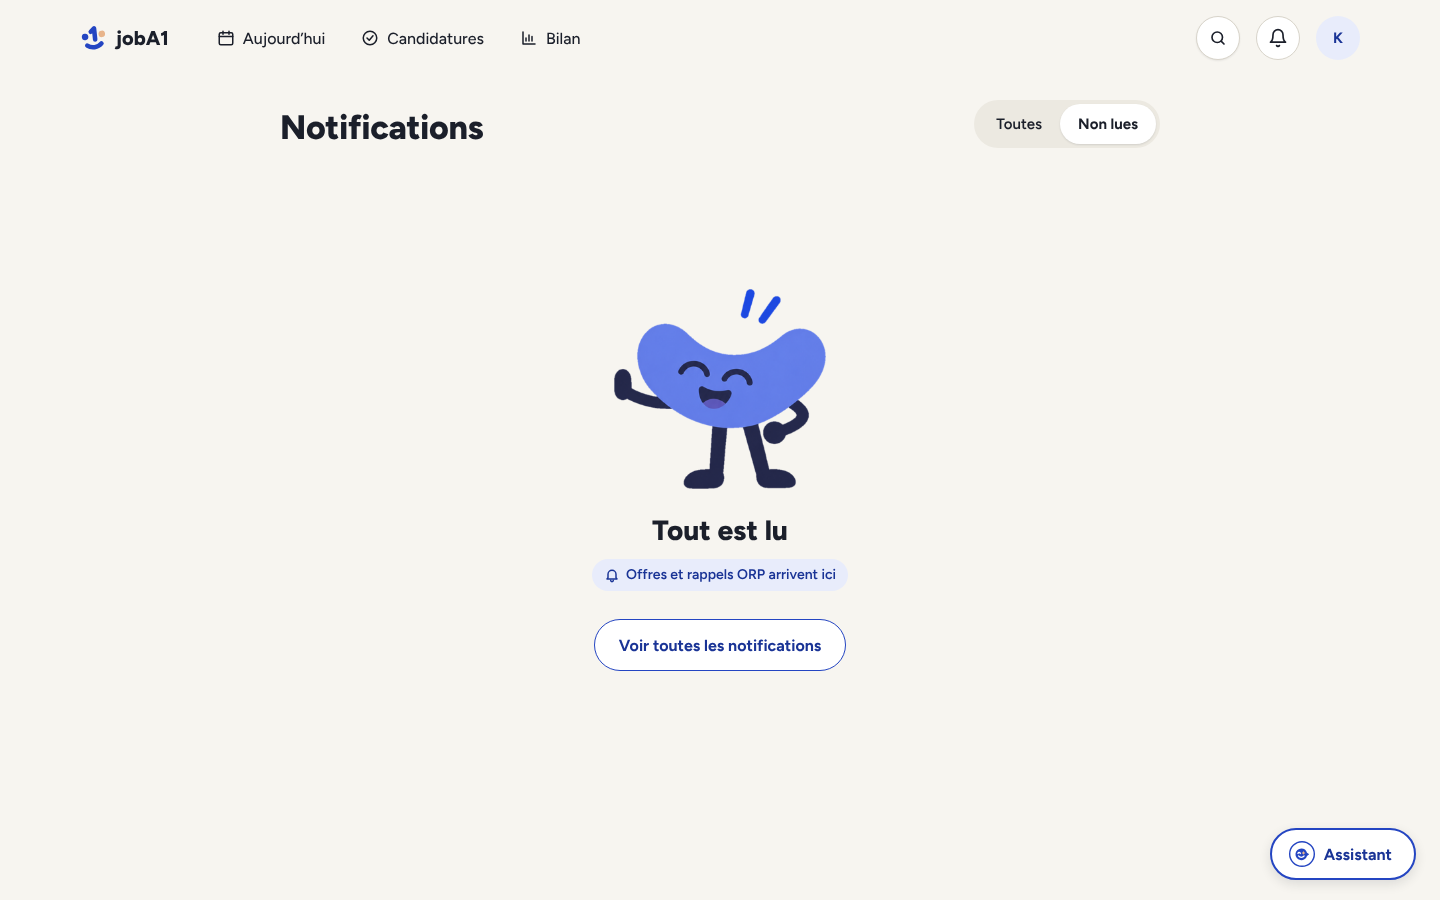 jobA1
Aujourd’hui
Candidatures
Bilan
K
Notifications
Toutes
Non lues
Tout est lu
Offres et rappels ORP arrivent ici
Voir toutes les notifications
Assistant